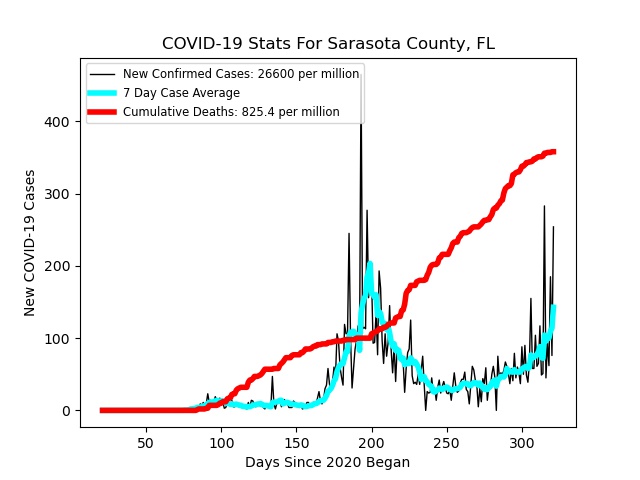 COVID-19 Stats For Sarasota County, FL
New Confirmed Cases: 26600 per million
7 Day Case Average
Cumulative Deaths: 825.4 per million
New COVID-19 Cases
400
300
200
100
0
50
100
150
200
250
300
Days Since 2020 Began